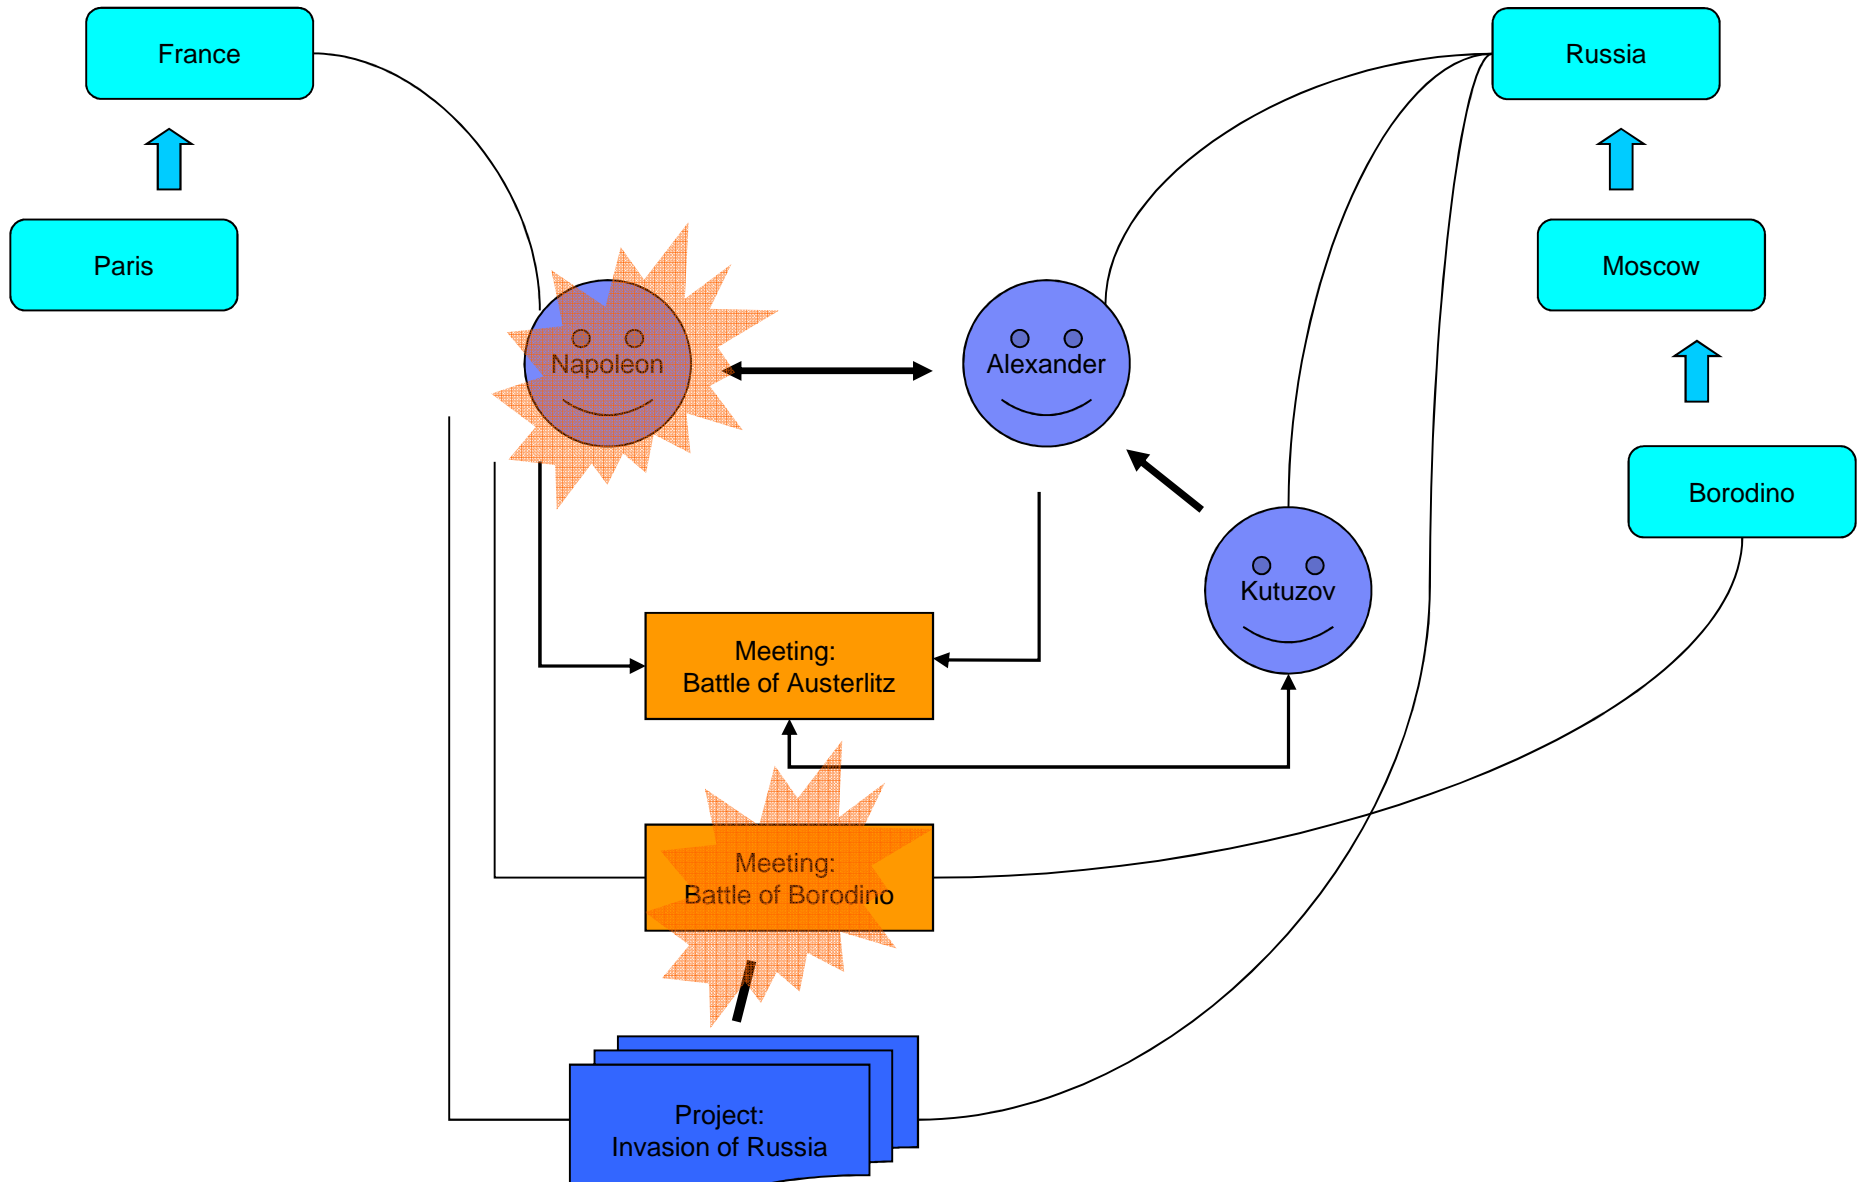 France
Russia
Paris
Moscow
Napoleon
Alexander
Borodino
Kutuzov
Meeting:
Battle of Austerlitz
Meeting:
Battle of Borodino
Project:
Invasion of Russia